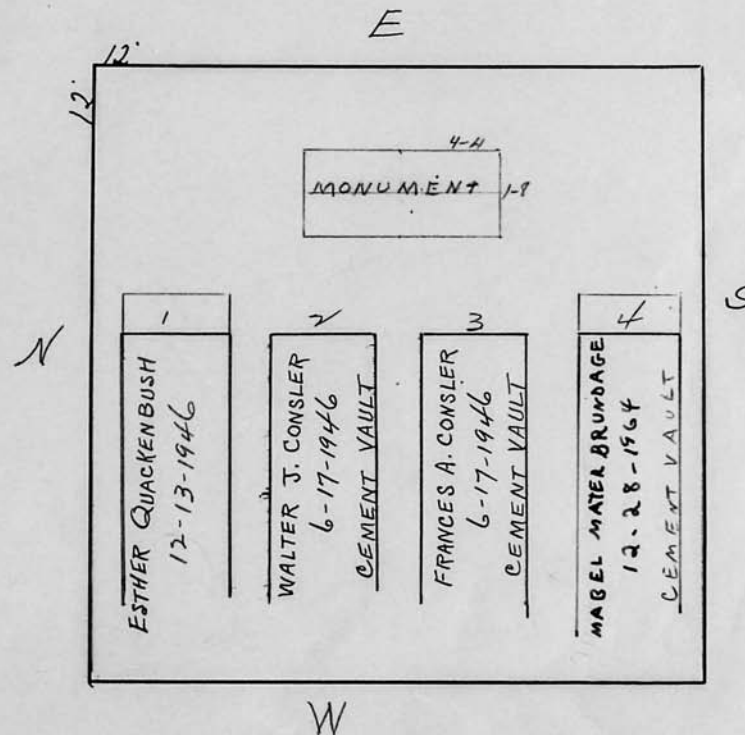 E
12'
12'
4-4
MONUMENT
1-8
N
S
1
2
3
4
ESTHER QUACKENBUSH
12-13-1946
WALTER J. CONSLER
6-17-1946
CEMENT VAULT
FRANCES A. CONSLER
6-17-1946
CEMENT VAULT
MABEL MATER BRUNDAGE
12-28-1964
CEMENT VAULT
W